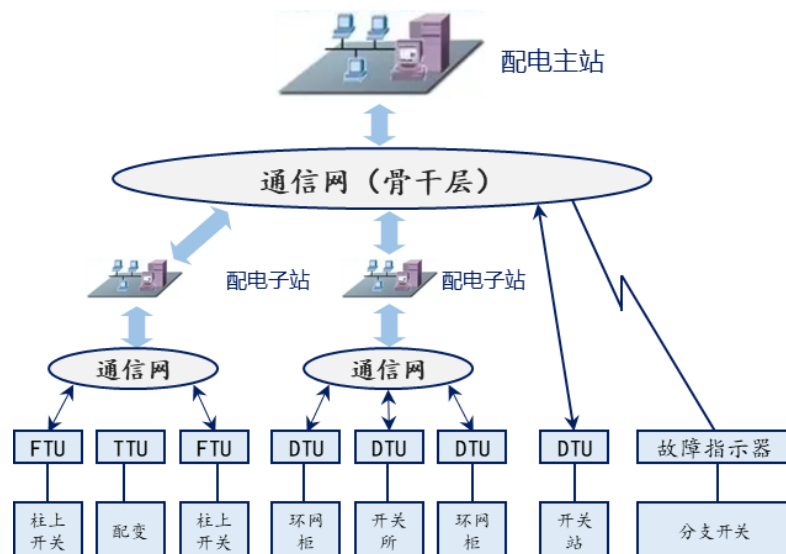 配电主站
通信网（骨干层）
配电子站
配电子站
通信网
通信网
FTU
TTU
FTU
DTU
DTU
DTU
DTU
故障指示器
柱上
开关
配变
柱上
开关
环网
柜
开关
所
环网
柜
开关
站
分支开关